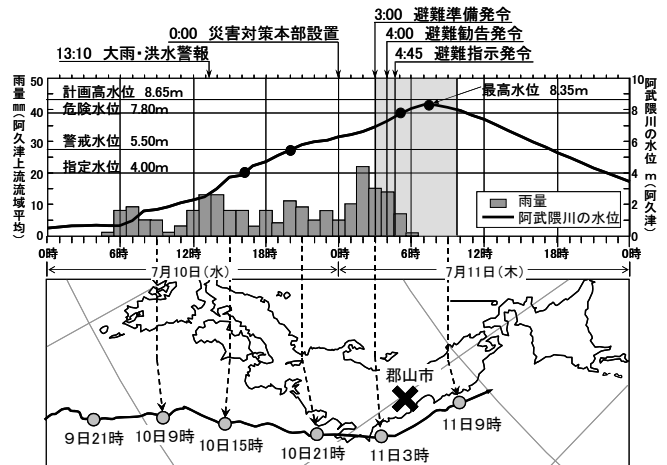 3:00 避難準備発令
0:00 災害対策本部設置
4:00 避難勧告発令
13:10 大雨・洪水警報
4:45 避難指示発令
雨量 ㎜(阿久津上流流域平均)
50
40
30
20
10
0
計画高水位 8.65m
危険水位 7.80m
警戒水位 5.50m
指定水位 4.00m
最高水位 8.35m
雨量
阿武隈川の水位
10
8
6
4
2
0
阿武隈川の水位 m(阿久津)
0時 6時 12時 18時 0時 6時 12時 18時 0時
7月10日(水) 7月11日(木)
郡山市
9日21時
10日9時
10日15時
10日21時
11日3時
11日9時